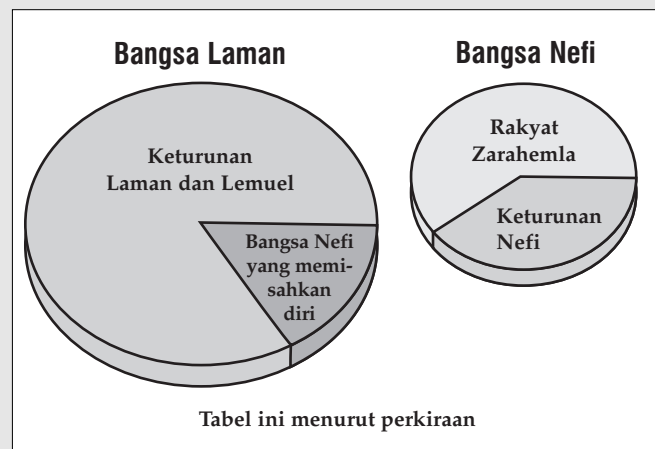 Bangsa Laman
Keturunan
Laman dan Lemuel
Bangsa Nefi
yang memi-
sahkan
diri
Bangsa Nefi
Rakyat
Zarahemla
Keturunan
Nefi
Tabel ini menurut perkiraan